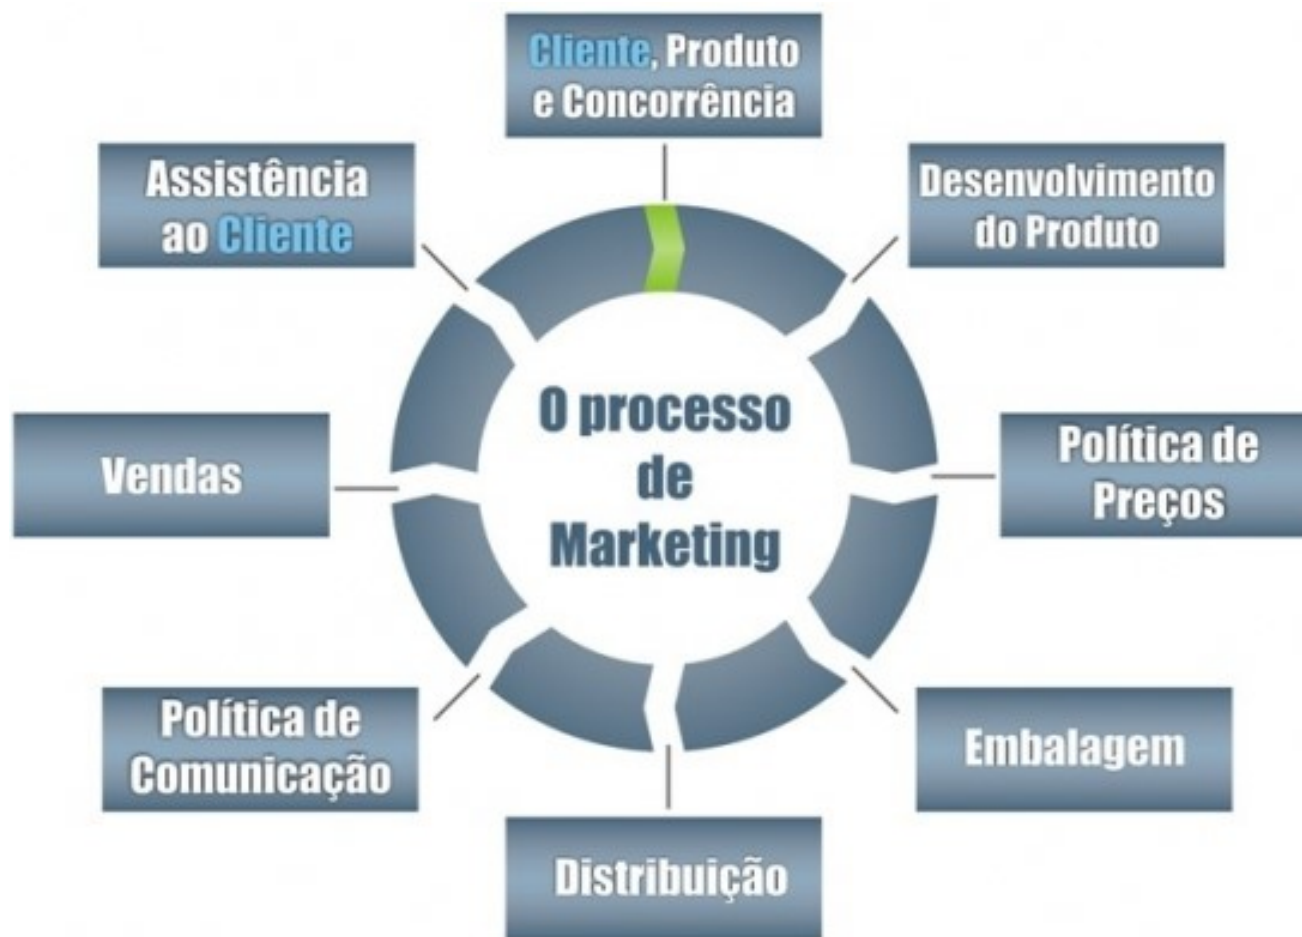 Cliente, Produto
e Concorrência
Desenvolvimento
do Produto
Política de
Preços
Embalagem
Distribuição
Política de
Comunicação
Vendas
Assistência
ao Cliente
O processo
de
Marketing